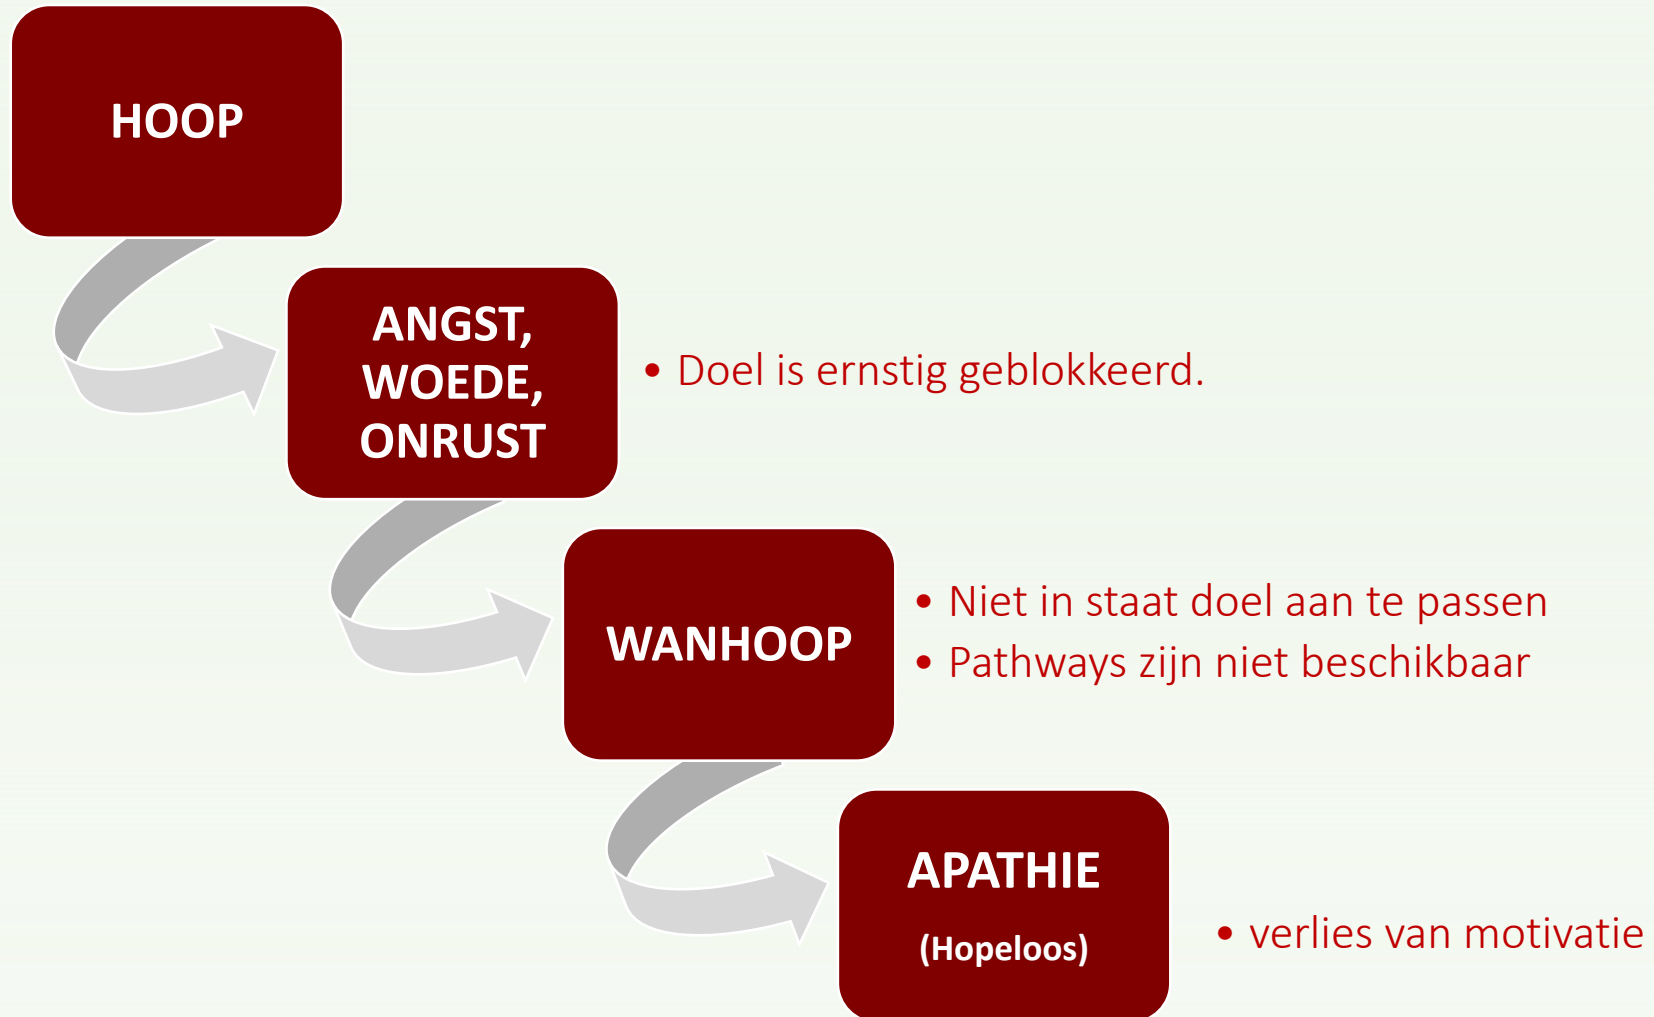 HOOP
ANGST,
WOEDE,
ONRUST
• Doel is ernstig geblokkeerd.
WANHOOP
• Niet in staat doel aan te passen
• Pathways zijn niet beschikbaar
APATHIE
(Hopeloos)
• verlies van motivatie